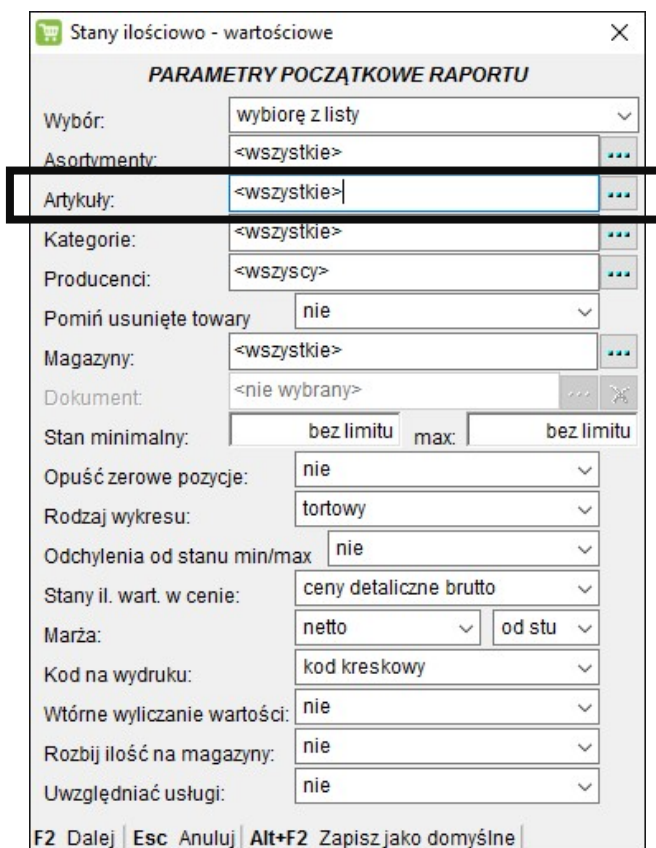 Stany ilościowo - wartościowe
PARAMETRY POCZĄTKOWE RAPORTU
Wybór: wybiorę z listy
Asortymenty: <wszystkie> ...
Artykuły: <wszystkie> ...
Kategorie: <wszystkie> ...
Producenci: <wszyscy> ...
Pomiń usunięte towary nie
Magazyny: <wszystkie> ...
Dokument: <nie wybrany> ...
Stan minimalny: bez limitu max: bez limitu
Opuść zerowe pozycje: nie
Rodzaj wykresu: tortowy
Odchylenia od stanu min/max nie
Stany il. wart. w cenie: ceny detaliczne brutto
Marża: netto od stu
Kod na wydruku: kod kreskowy
Wtórne wyliczanie wartości: nie
Rozbij ilość na magazyny: nie
Uwzględniać usługi: nie
F2 Dalej | Esc Anuluj | Alt+F2 Zapisz jako domyślne |